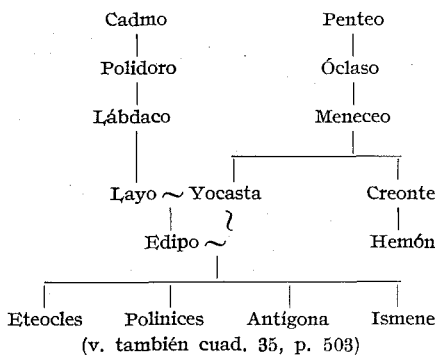 Cadmo Penteo
Polidoro Óclaso
Lábdaco Meneceo
Layo ~ Yocasta Creonte
Edipo ~ Hemón
Eteocles Polinices Antígona Ismene
(v. también cuad. 35, p. 503)